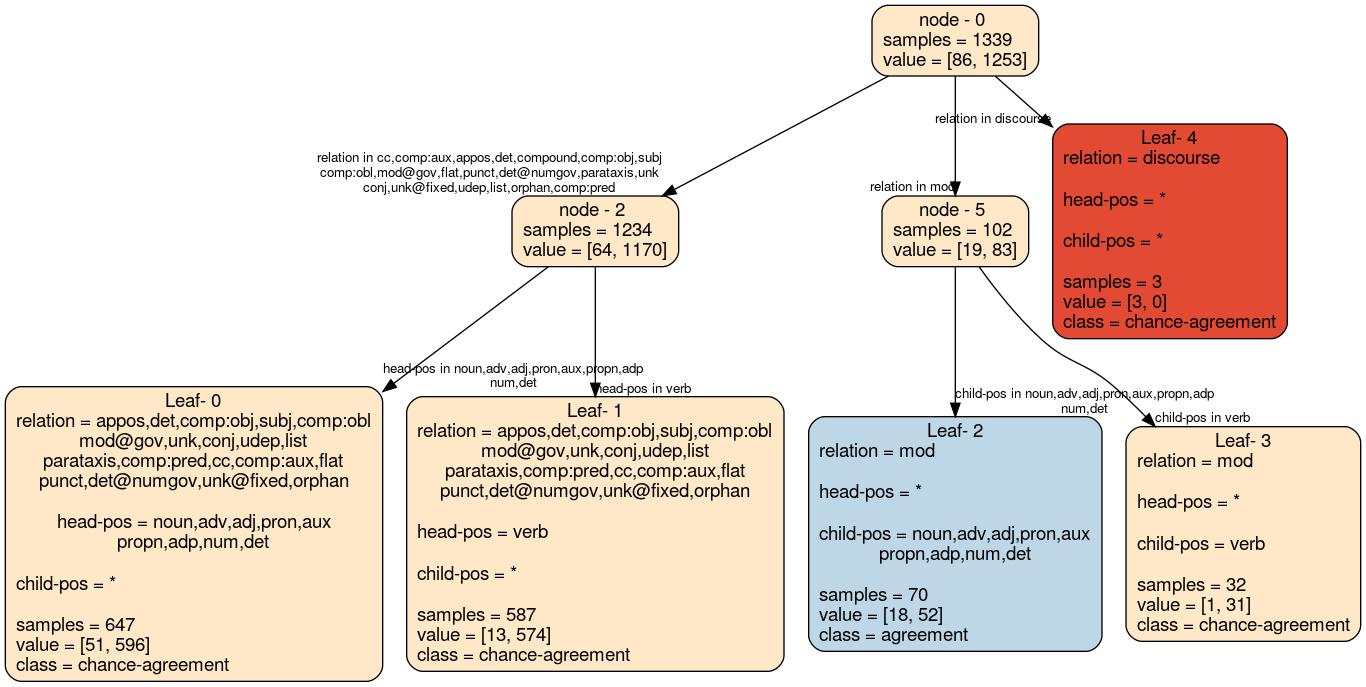 node - 0
samples = 1339
value = [86, 1253]
relation in discourse
relation in cc,comp:aux,appos,det,compound,comp:obj,subj
comp:obl,mod@gov,flat,punct,det@numgov,parataxis,unk
conj,unk@fixed,udep,list,orphan,comp:pred
relation in mod
Leaf- 4
relation = discourse
head-pos = *
child-pos = *
samples = 3
value = [3, 0]
class = chance-agreement
node - 2
samples = 1234
value = [64, 1170]
node - 5
samples = 102
value = [19, 83]
head-pos in noun,adv,adj,pron,aux,propn,adp
num,det
head-pos in verb
child-pos in noun,adv,adj,pron,aux,propn,adp
num,det
child-pos in verb
Leaf- 0
relation = appos,det,comp:obj,subj,comp:obl
mod@gov,unk,conj,udep,list
parataxis,comp:pred,cc,comp:aux,flat
punct,det@numgov,unk@fixed,orphan
head-pos = noun,adv,adj,pron,aux
propn,adp,num,det
child-pos = *
samples = 647
value = [51, 596]
class = chance-agreement
Leaf- 1
relation = appos,det,comp:obj,subj,comp:obl
mod@gov,unk,conj,udep,list
parataxis,comp:pred,cc,comp:aux,flat
punct,det@numgov,unk@fixed,orphan
head-pos = verb
child-pos = *
samples = 587
value = [13, 574]
class = chance-agreement
Leaf- 2
relation = mod
head-pos = *
child-pos = noun,adv,adj,pron,aux
propn,adp,num,det
samples = 70
value = [18, 52]
class = agreement
Leaf- 3
relation = mod
head-pos = *
child-pos = verb
samples = 32
value = [1, 31]
class = chance-agreement